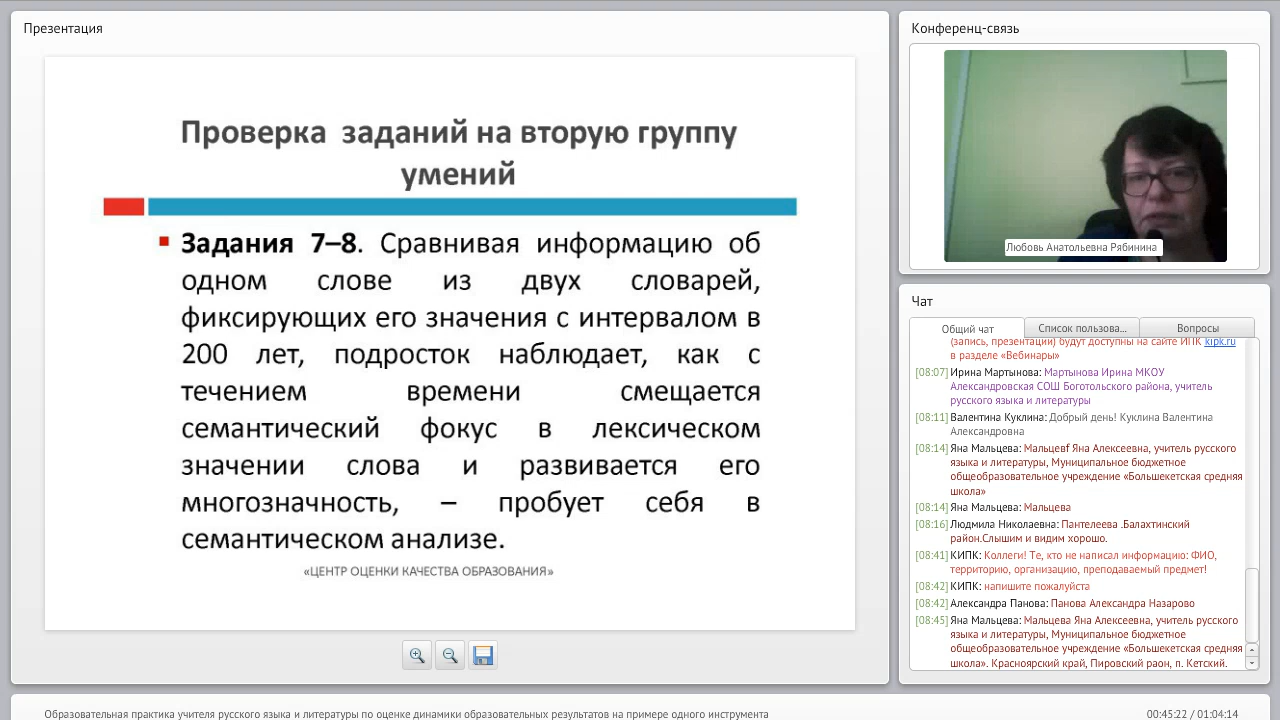 Презентация
Проверка заданий на вторую группу
умений
Задания 7–8. Сравнивая информацию об
одном слове из двух словарей,
фиксирующих его значения с интервалом в
200 лет, подросток наблюдает, как с
течением времени смещается
семантический фокус в лексическом
значении слова и развивается его
многозначность, – пробует себя в
семантическом анализе.
«ЦЕНТР ОЦЕНКИ КАЧЕСТВА ОБРАЗОВАНИЯ»
Конференц-связь
Любовь Анатольевна Рябинина
Чат
Общий чат
Список пользова...
Вопросы
(запись, презентации) будут доступны на сайте ИПК kipk.ru
в разделе «Вебинары»
[08:07] Ирина Мартынова: Мартынова Ирина МКОУ
Александровская СОШ Боготольского района, учитель
русского языка и литературы
[08:11] Валентина Куклина: Добрый день! Куклина Валентина
Александровна
[08:14] Яна Мальцева: Мальцевf Яна Алексеевна, учитель русского
языка и литературы, Муниципальное бюджетное
общеобразовательное учреждение «Большекетская средняя
школа»
[08:14] Яна Мальцева: Мальцева
[08:16] Людмила Николаевна: Пантелеева .Балахтинский
район.Слышим и видим хорошо.
[08:41] КИПК: Коллеги! Те, кто не написал информацию: ФИО,
территорию, организацию, преподаваемый предмет!
[08:42] КИПК: напишите пожалуйста
[08:42] Александра Панова: Панова Александра Назарово
[08:45] Яна Мальцева: Мальцева Яна Алексеевна, учитель русского
языка и литературы, Муниципальное бюджетное
общеобразовательное учреждение «Большекетская средняя
школа». Красноярский край, Пировский раон, п. Кетский.
Образовательная практика учителя русского языка и литературы по оценке динамики образовательных результатов на примере одного инструмента
00:45:22 / 01:04:14